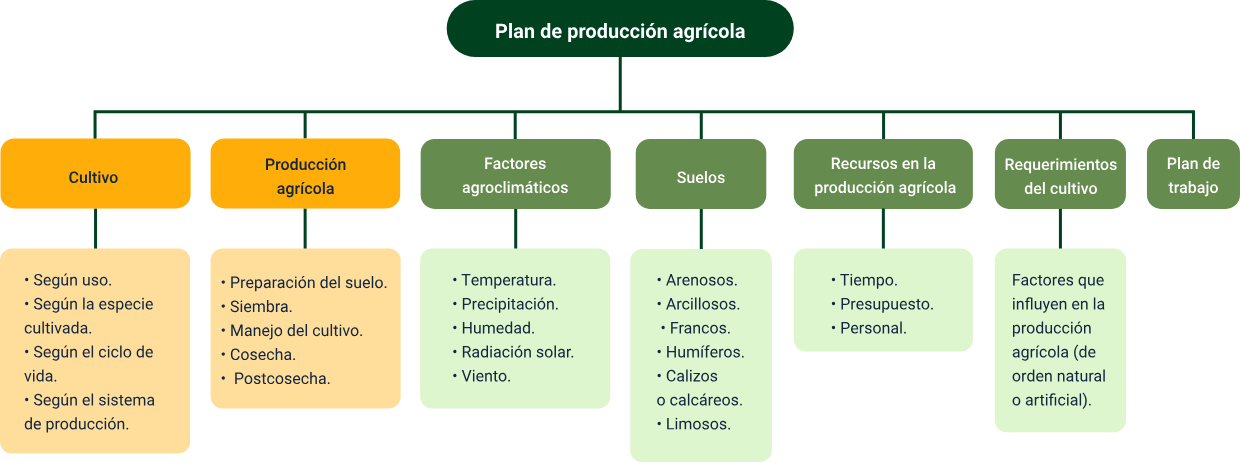 Plan de producción agrícola
Cultivo
Producción
agrícola
Factores
agroclimáticos
Suelos
Recursos en la
producción agrícola
Requerimientos
del cultivo
Plan de
trabajo
• Según uso.
• Según la especie
cultivada.
• Según el ciclo de
vida.
• Según el sistema
de producción.
• Preparación del suelo.
• Siembra.
• Manejo del cultivo.
• Cosecha.
• Postcosecha.
• Temperatura.
• Precipitación.
• Humedad.
• Radiación solar.
• Viento.
• Arenosos.
• Arcillosos.
• Francos.
• Humíferos.
• Calizos
o calcáreos.
• Limosos.
• Tiempo.
• Presupuesto.
• Personal.
Factores que
influyen en la
producción
agrícola (de
orden natural
o artificial).